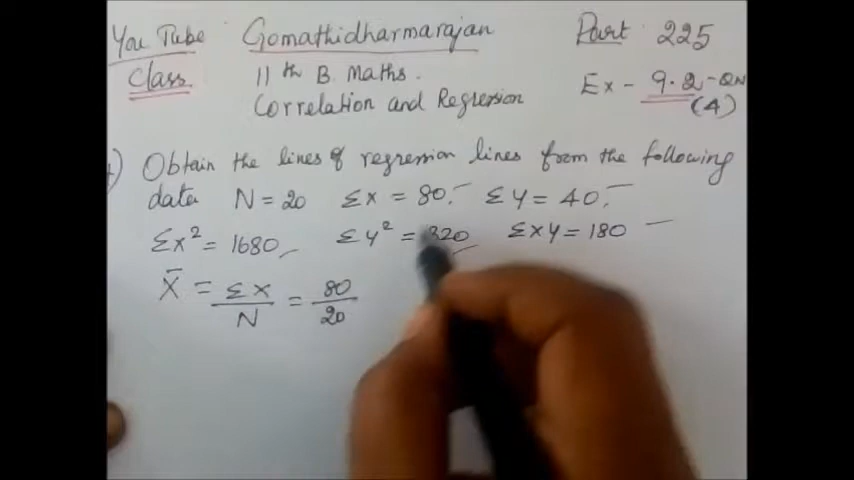 You Tube Gomathidharmarajan Part 225
Class 11th B Maths. Ex - 9.2 - QN
Correlation and Regression (4)
) Obtain the lines of regression lines from the following
data N = 20 Σx = 80. Σy = 40.
Σx² = 1680 Σy² = 320 Σxy = 180
X̄ = Σx/N = 80/20